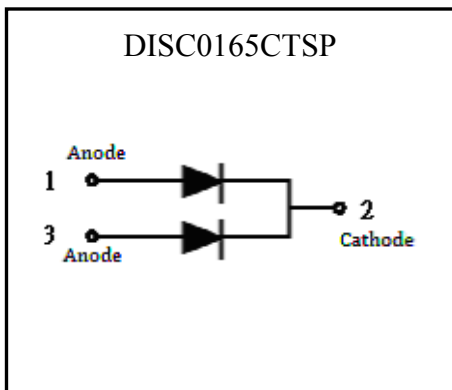 DISC0165CTSP
Anode
1
2
3
Anode
Cathode